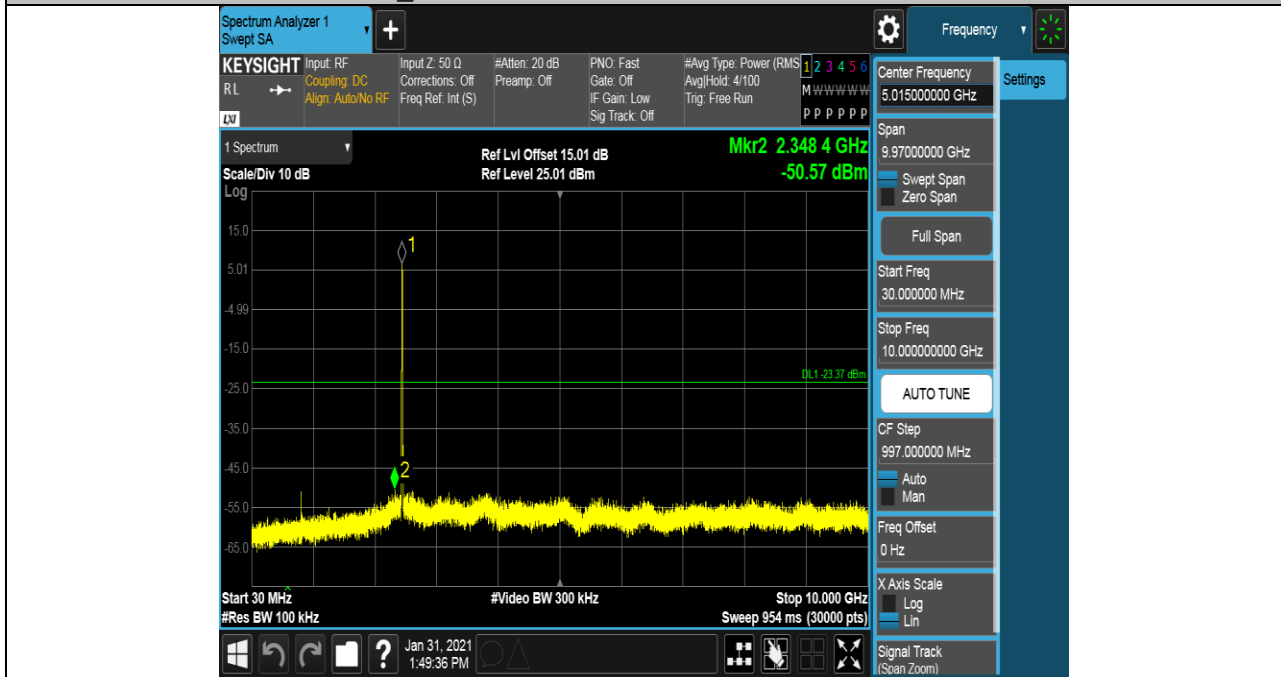 Spectrum Analyzer 1
Swept SA
+
Frequency
KEYSIGHT
RL
LXI
Input: RF
Coupling: DC
Align: Auto/No RF
Input Z: 50 Ω
Corrections: Off
Freq Ref: Int (S)
#Atten: 20 dB
Preamp: Off
PNO: Fast
Gate: Off
IF Gain: Low
Sig Track: Off
#Avg Type: Power (RMS
Avg|Hold: 4/100
Trig: Free Run
1 2 3 4 5 6
M W W W W W
P P P P P P
1 Spectrum
Scale/Div 10 dB
Ref Lvl Offset 15.01 dB
Ref Level 25.01 dBm
Mkr2 2.348 4 GHz
-50.57 dBm
Log
15.0
5.01
-4.99
-15.0
-25.0
-35.0
-45.0
-55.0
-65.0
1
DL1 -23.37 dBm
2
Start 30 MHz
#Res BW 100 kHz
#Video BW 300 kHz
Stop 10.000 GHz
Sweep 954 ms (30000 pts)
?
Jan 31, 2021
1:49:36 PM
Center Frequency
5.015000000 GHz
Span
9.97000000 GHz
Swept Span
Zero Span
Full Span
Start Freq
30.000000 MHz
Stop Freq
10.000000000 GHz
AUTO TUNE
CF Step
997.000000 MHz
Auto
Man
Freq Offset
0 Hz
X Axis Scale
Log
Lin
Signal Track
(Span Zoom)
Settings